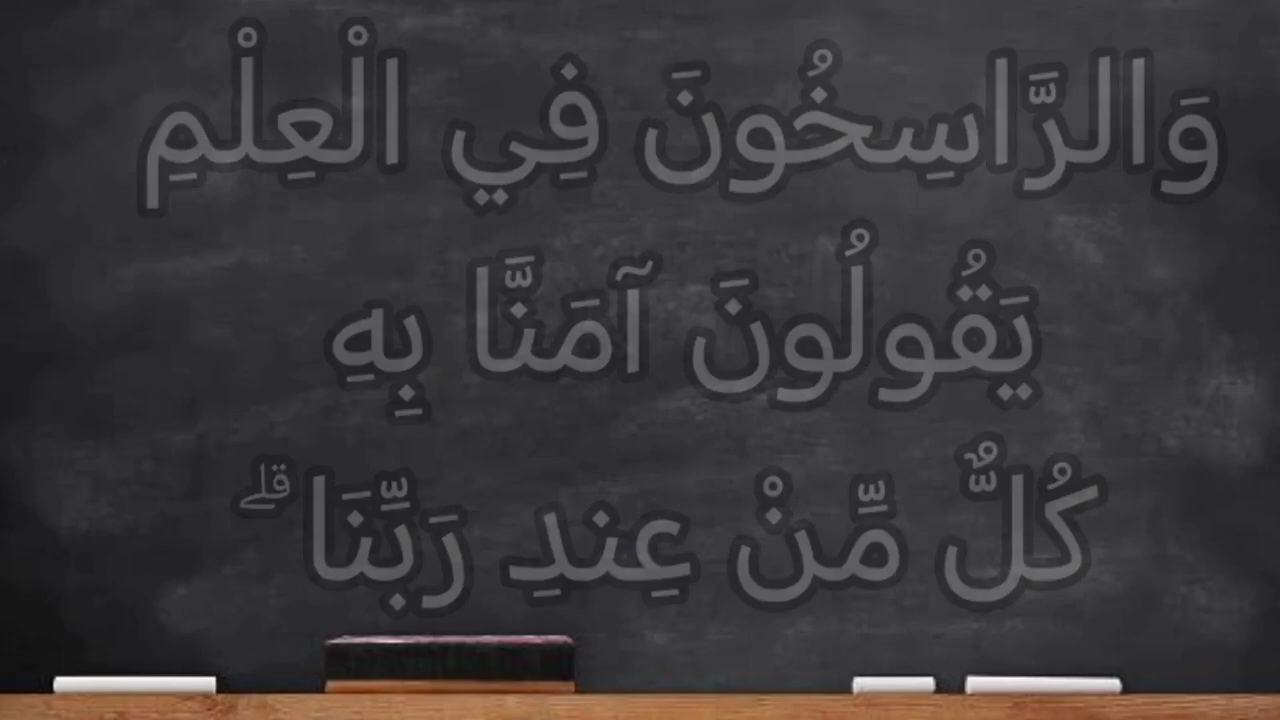 وَالرَّاسِخُونَ فِي الْعِلْمِ
يَقُولُونَ آمَنَّا بِهِ
كُلٌّ مِّنْ عِندِ رَبِّنَا ۗ